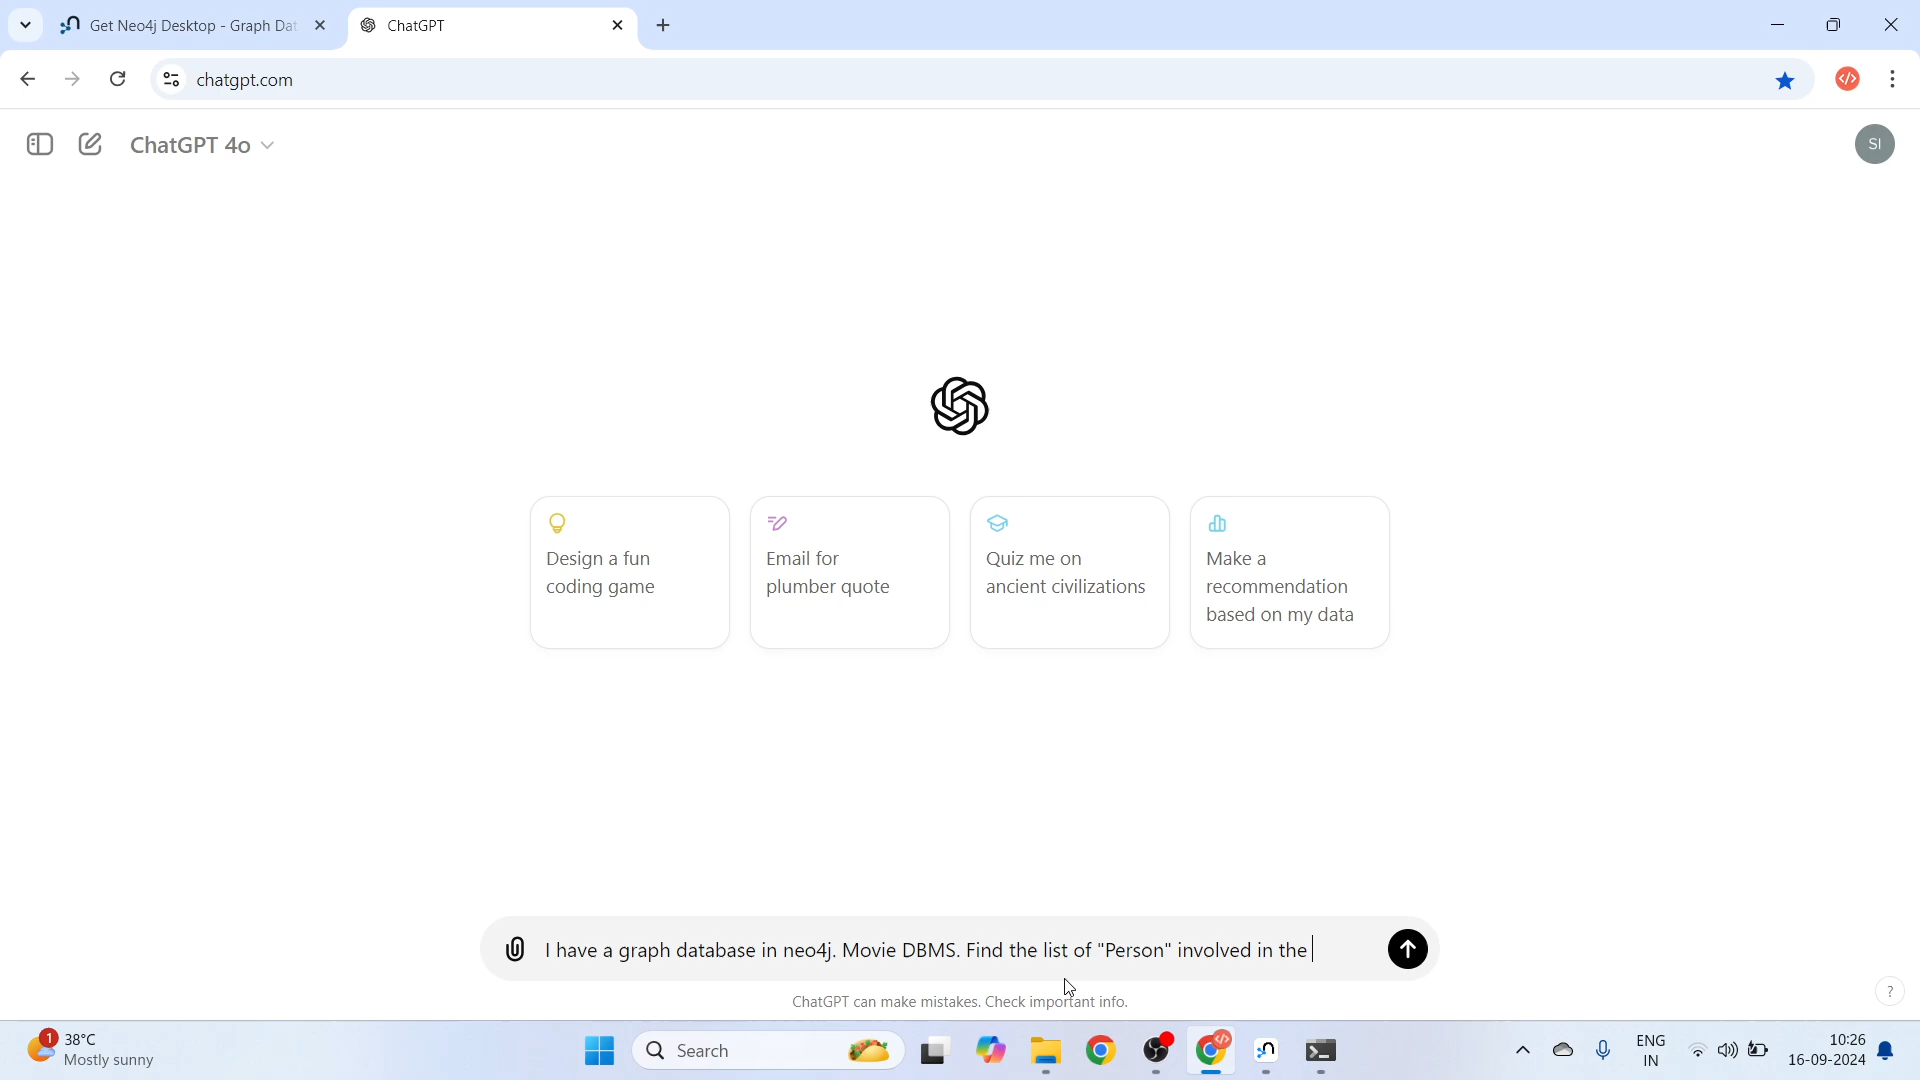 Get Neo4j Desktop - Graph Dat
ChatGPT
chatgpt.com
ChatGPT 4o
SI
Design a fun
coding game
Email for
plumber quote
Quiz me on
ancient civilizations
Make a
recommendation
based on my data
I have a graph database in neo4j. Movie DBMS. Find the list of "Person" involved in the
ChatGPT can make mistakes. Check important info.
?
1
38°C
Mostly sunny
Search
ENG
IN
10:26
16-09-2024